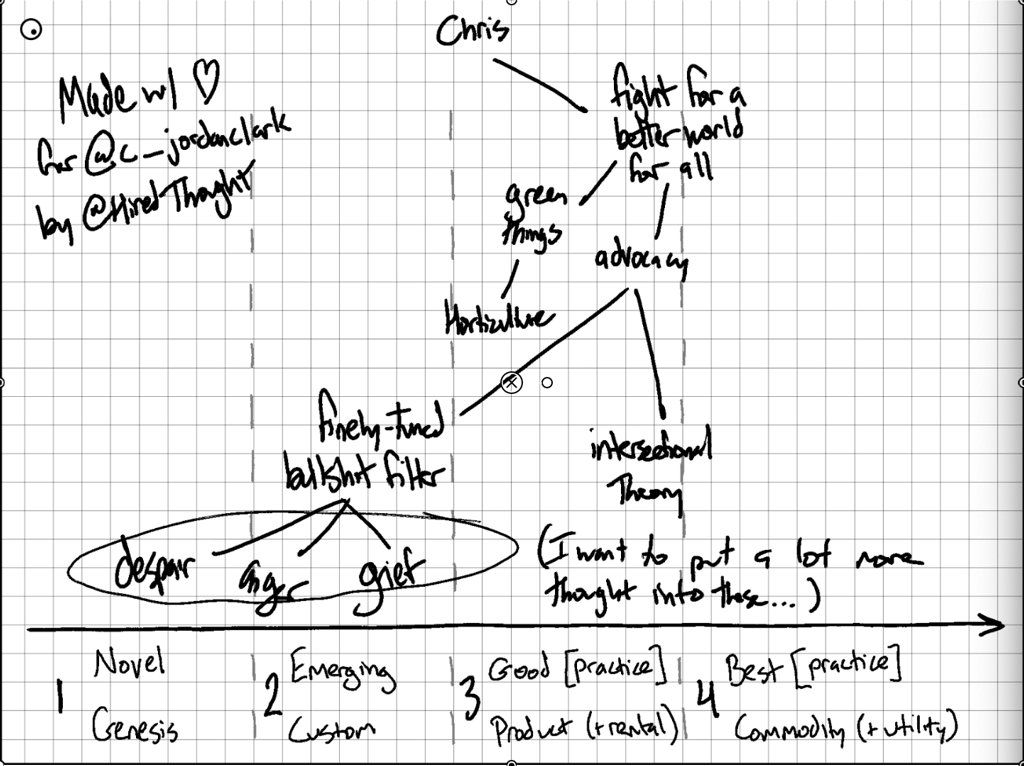 Chris
Made w/ ♡
for @c_jordanclark
by @HiredThought
fight for a
better world
for all
green
things
advocacy
Horticulture
finely-tuned
bullshit filter
intersectional
Theory
despair
anger
grief
(I want to put a lot more
thought into these...)
1 Novel
Genesis
2 Emerging
Custom
3 Good [practice]
Product (+rental)
4 Best [practice]
Commodity (+utility)